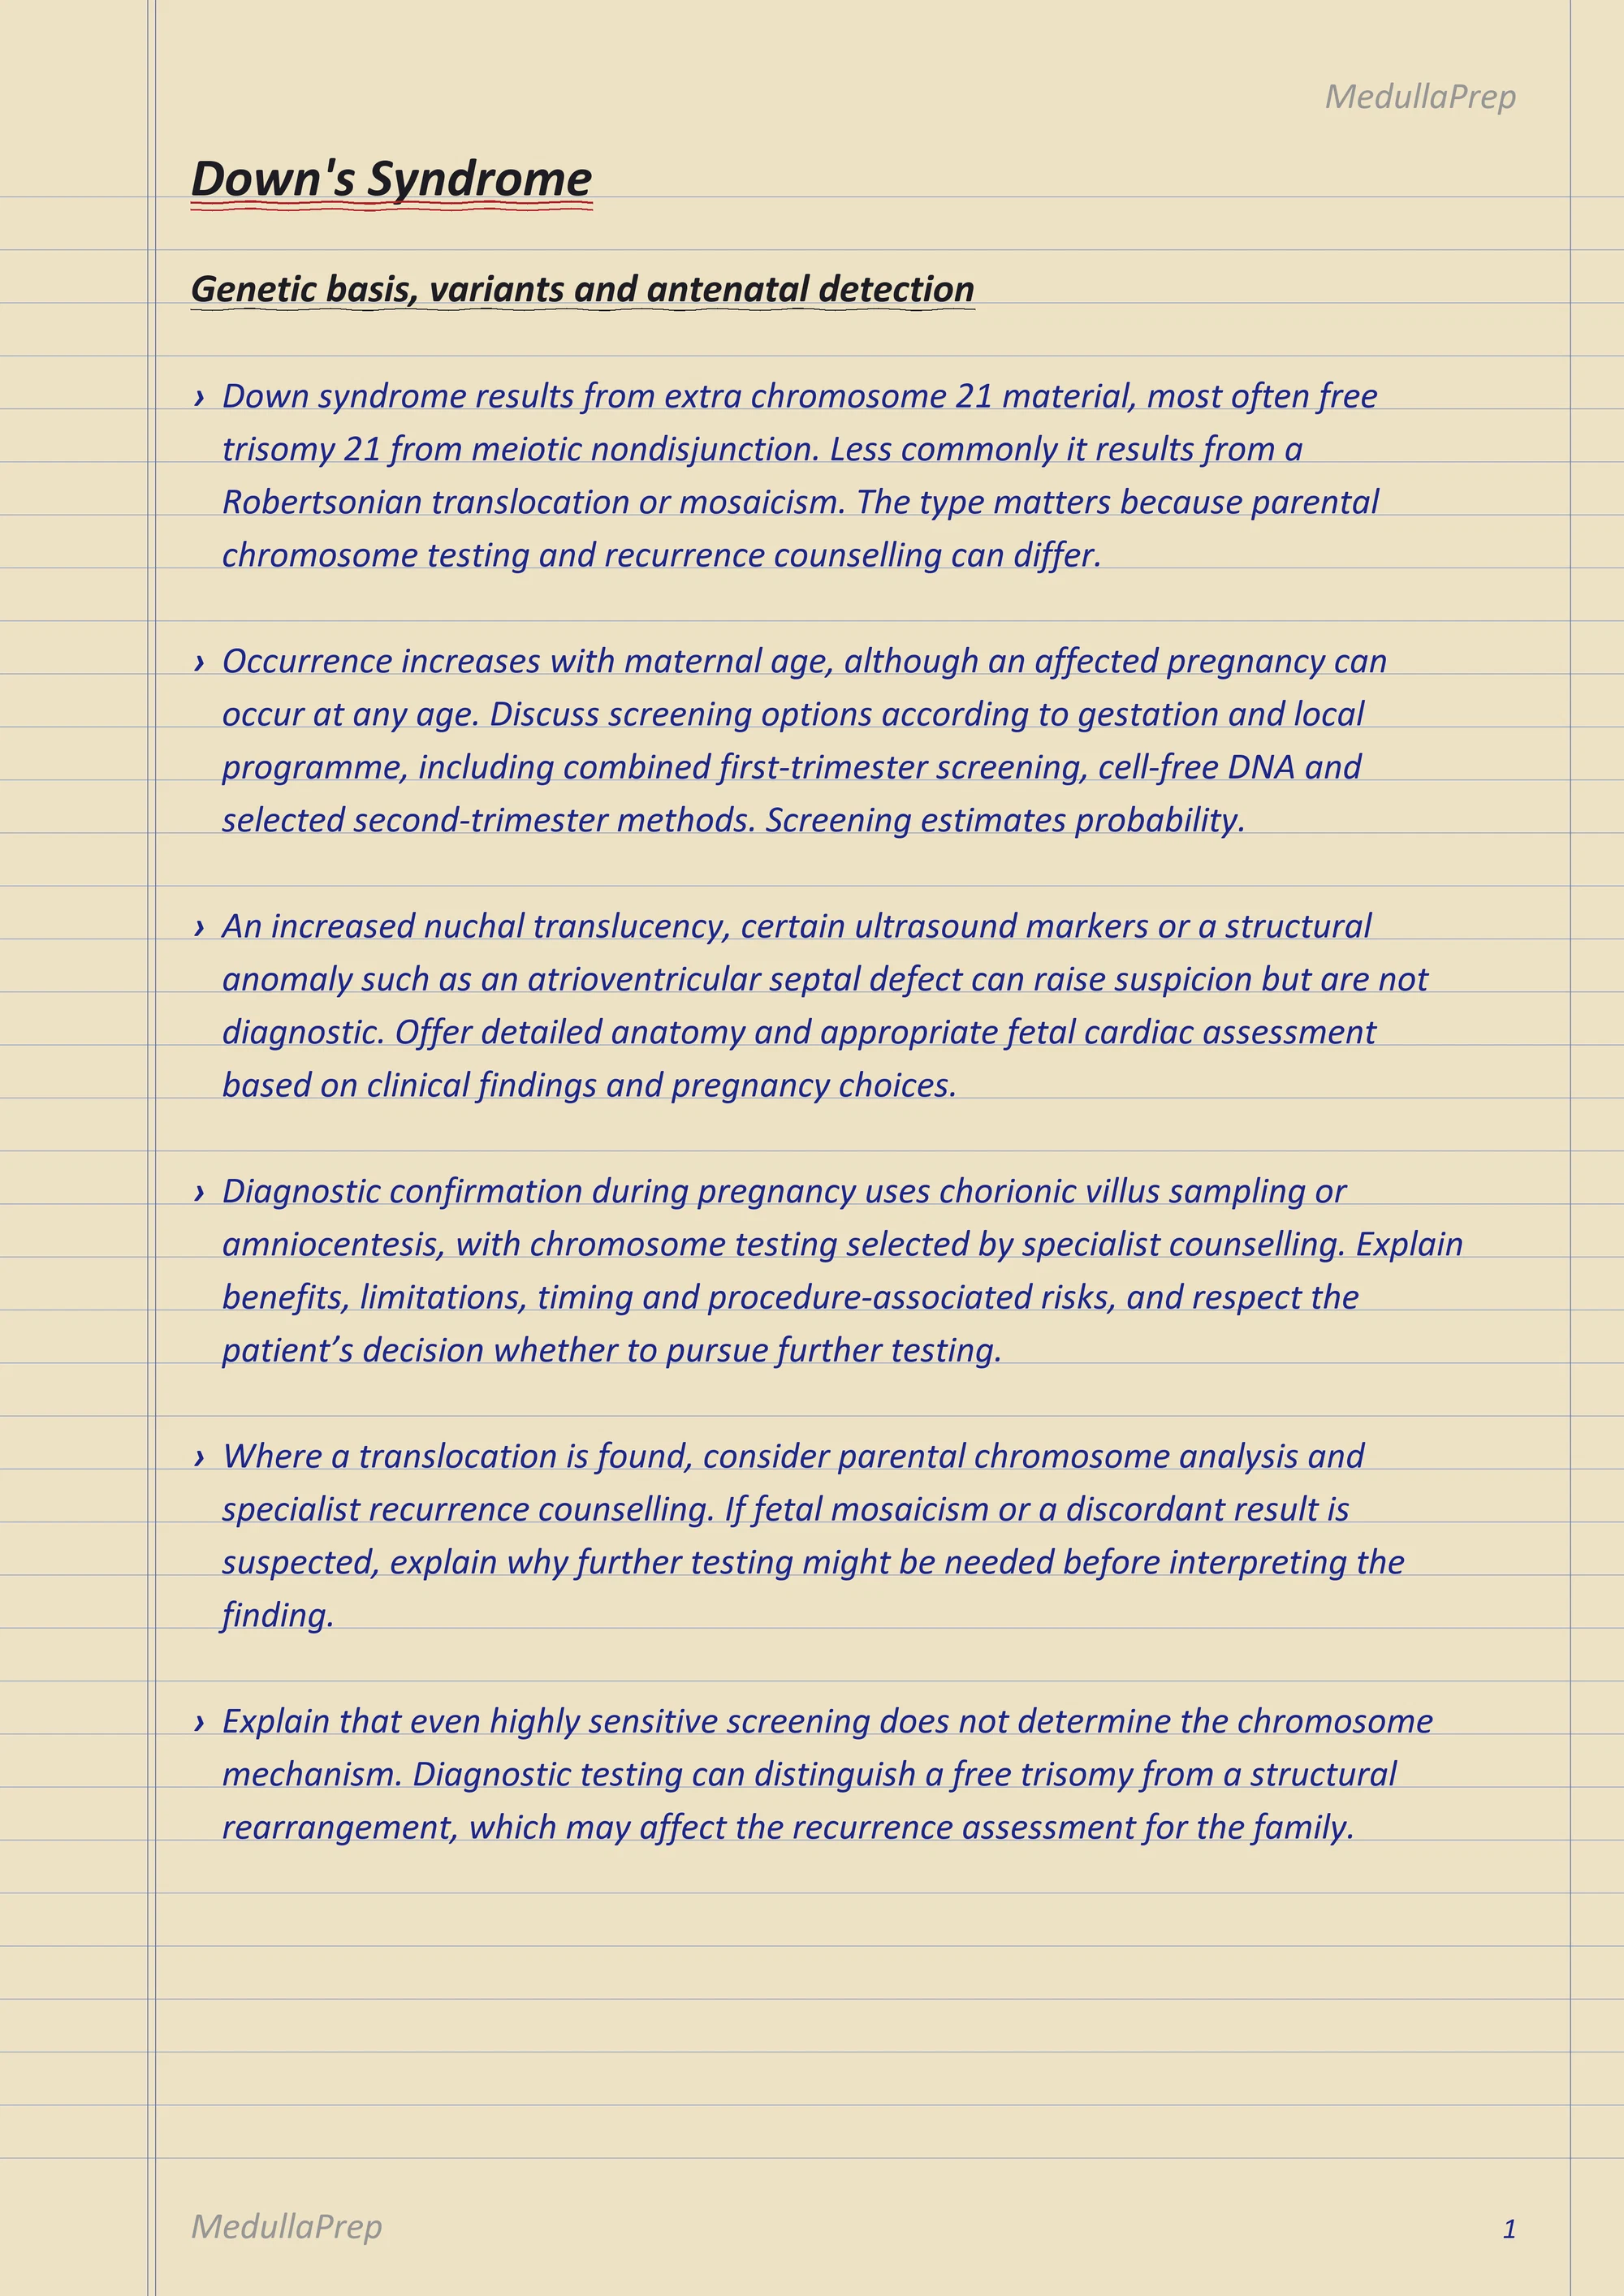 MedullaPrep
Down's Syndrome
Genetic basis, variants and antenatal detection
› Down syndrome results from extra chromosome 21 material, most often free
trisomy 21 from meiotic nondisjunction. Less commonly it results from a
Robertsonian translocation or mosaicism. The type matters because parental
chromosome testing and recurrence counselling can differ.
› Occurrence increases with maternal age, although an affected pregnancy can
occur at any age. Discuss screening options according to gestation and local
programme, including combined first-trimester screening, cell-free DNA and
selected second-trimester methods. Screening estimates probability.
› An increased nuchal translucency, certain ultrasound markers or a structural
anomaly such as an atrioventricular septal defect can raise suspicion but are not
diagnostic. Offer detailed anatomy and appropriate fetal cardiac assessment
based on clinical findings and pregnancy choices.
› Diagnostic confirmation during pregnancy uses chorionic villus sampling or
amniocentesis, with chromosome testing selected by specialist counselling. Explain
benefits, limitations, timing and procedure-associated risks, and respect the
patient’s decision whether to pursue further testing.
› Where a translocation is found, consider parental chromosome analysis and
specialist recurrence counselling. If fetal mosaicism or a discordant result is
suspected, explain why further testing might be needed before interpreting the
finding.
› Explain that even highly sensitive screening does not determine the chromosome
mechanism. Diagnostic testing can distinguish a free trisomy from a structural
rearrangement, which may affect the recurrence assessment for the family.
MedullaPrep
1